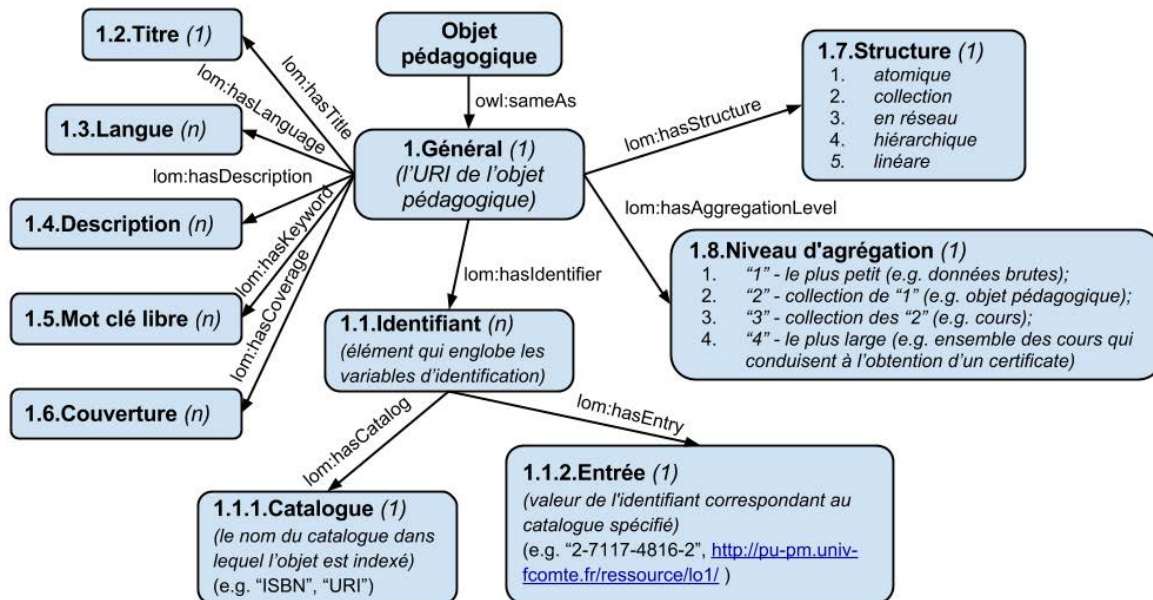 Objet
pédagogique
owl:sameAs
1.Général (1)
(l'URI de l'objet
pédagogique)
lom:hasTitle
1.2.Titre (1)
lom:hasLanguage
1.3.Langue (n)
lom:hasDescription
1.4.Description (n)
lom:hasKeyword
1.5.Mot clé libre (n)
lom:hasCoverage
1.6.Couverture (n)
lom:hasStructure
1.7.Structure (1)
1. atomique
2. collection
3. en réseau
4. hiérarchique
5. linéare
lom:hasAggregationLevel
1.8.Niveau d'agrégation (1)
1. “1” - le plus petit (e.g. données brutes);
2. “2” - collection de “1” (e.g. objet pédagogique);
3. “3” - collection des “2” (e.g. cours);
4. “4” - le plus large (e.g. ensemble des cours qui
conduisent à l'obtention d'un certificate)
lom:hasIdentifier
1.1.Identifiant (n)
(élément qui englobe les
variables d'identification)
lom:hasCatalog
1.1.1.Catalogue (1)
(le nom du catalogue dans
lequel l'objet est indexé)
(e.g. “ISBN”, “URI”)
lom:hasEntry
1.1.2.Entrée (1)
(valeur de l'identifiant correspondant au
catalogue spécifié)
(e.g. “2-7117-4816-2”, http://pu-pm.univ-
fcomte.fr/ressource/lo1/ )